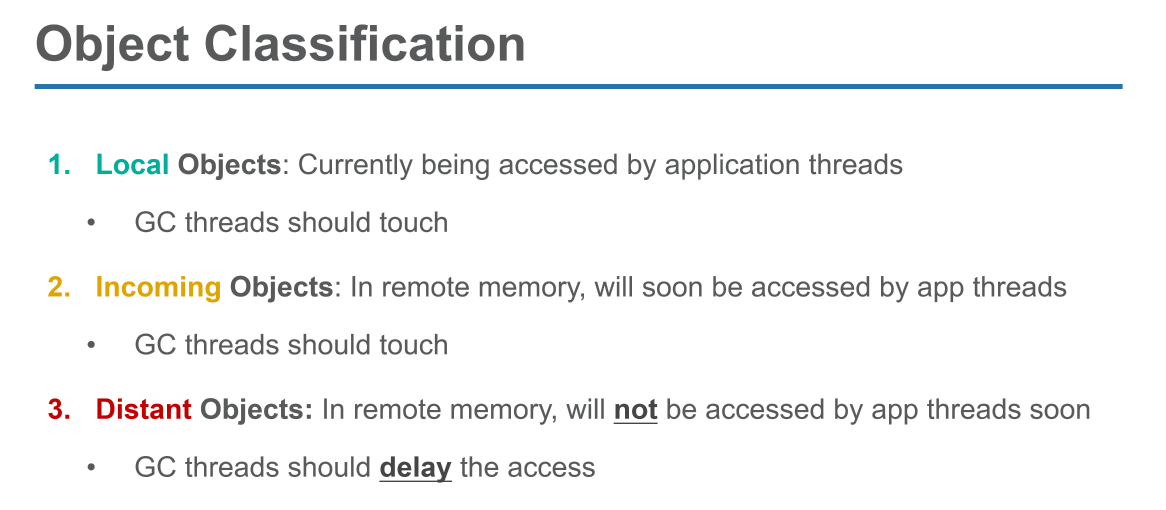 Object Classification
1. Local Objects: Currently being accessed by application threads
• GC threads should touch
2. Incoming Objects: In remote memory, will soon be accessed by app threads
• GC threads should touch
3. Distant Objects: In remote memory, will not be accessed by app threads soon
• GC threads should delay the access